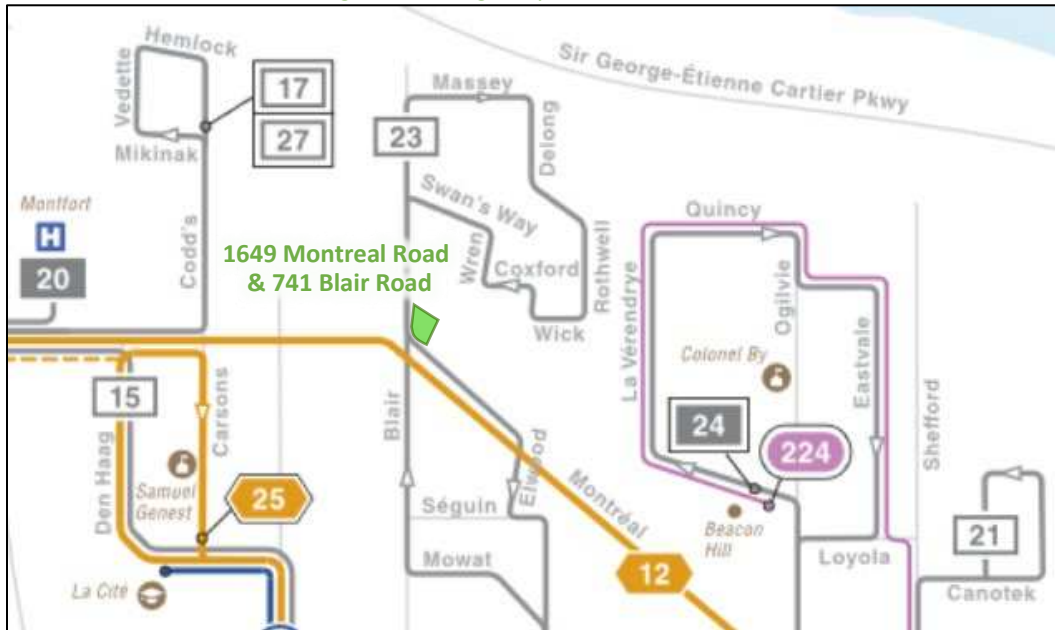 Hemlock
Vedette
Mikinak
17
27
Massey
23
Delong
Sir George-Étienne Cartier Pkwy
Montfort
H
20
Codd's
Swan's Way
Wren
Coxford
Rothwell
Wick
1649 Montreal Road
& 741 Blair Road
Quincy
La Vérendrye
Ogilvie
Eastvale
Colonel By
Shefford
24
224
Beacon
Hill
Loyola
21
Canotek
15
Den Haag
Carsons
Samuel
Genest
25
La Cité
Blair
Séguin
Elwood
Mowat
Montréal
12